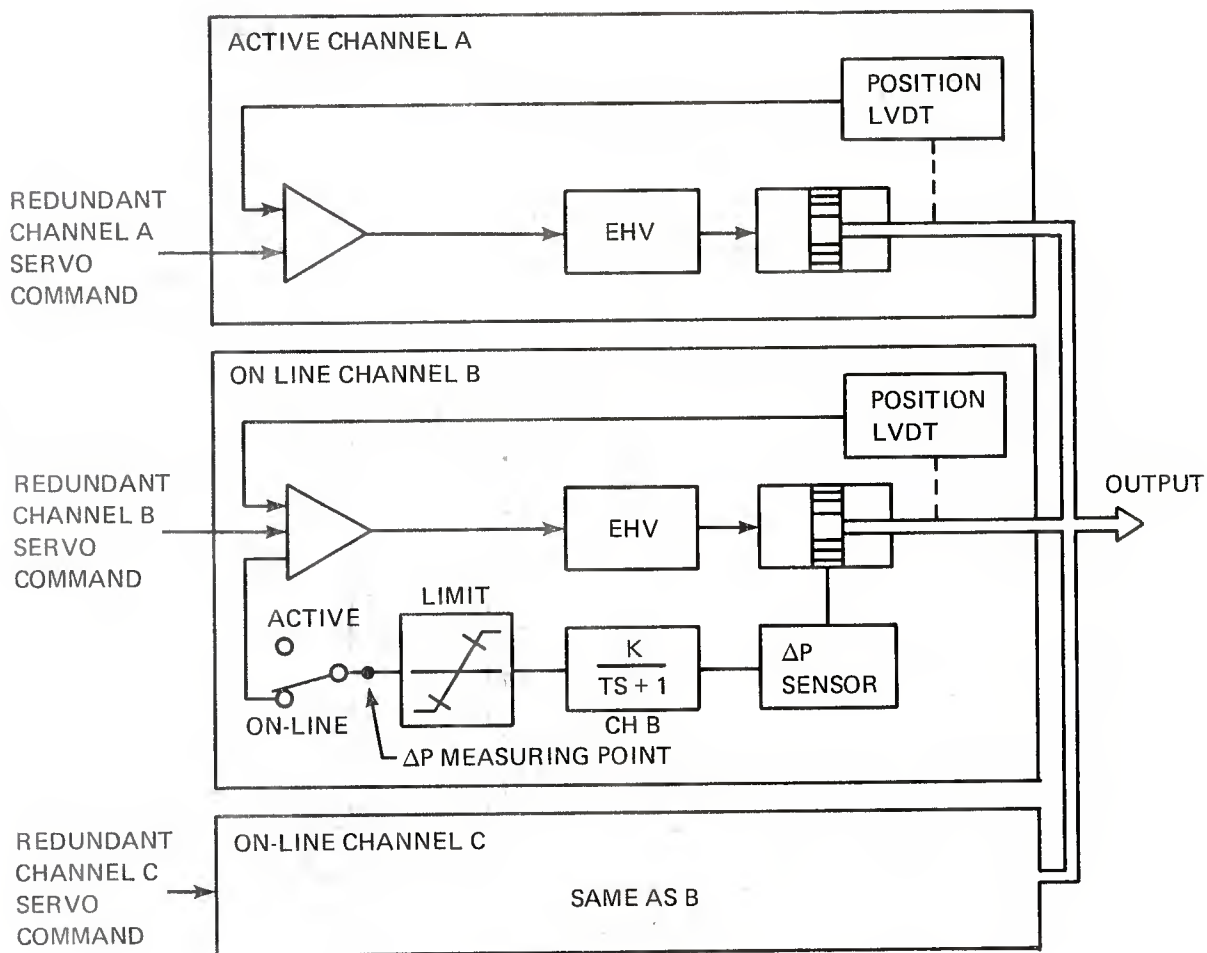 ACTIVE CHANNEL A
POSITION
LVDT
REDUNDANT
CHANNEL A
SERVO
COMMAND
EHV
ON LINE CHANNEL B
POSITION
LVDT
REDUNDANT
CHANNEL B
SERVO
COMMAND
EHV
OUTPUT
LIMIT
ACTIVE
K
TS + 1
ΔP
SENSOR
ON-LINE
CH B
ΔP MEASURING POINT
REDUNDANT
CHANNEL C
SERVO
COMMAND
ON-LINE CHANNEL C
SAME AS B